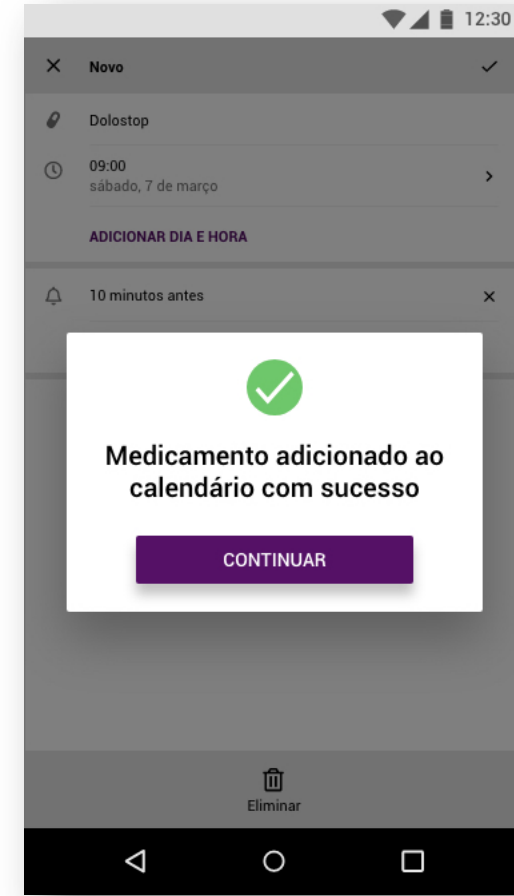 12:30
Novo
Dolostop
09:00
sábado, 7 de março
ADICIONAR DIA E HORA
10 minutos antes
Medicamento adicionado ao
calendário com sucesso
CONTINUAR
Eliminar